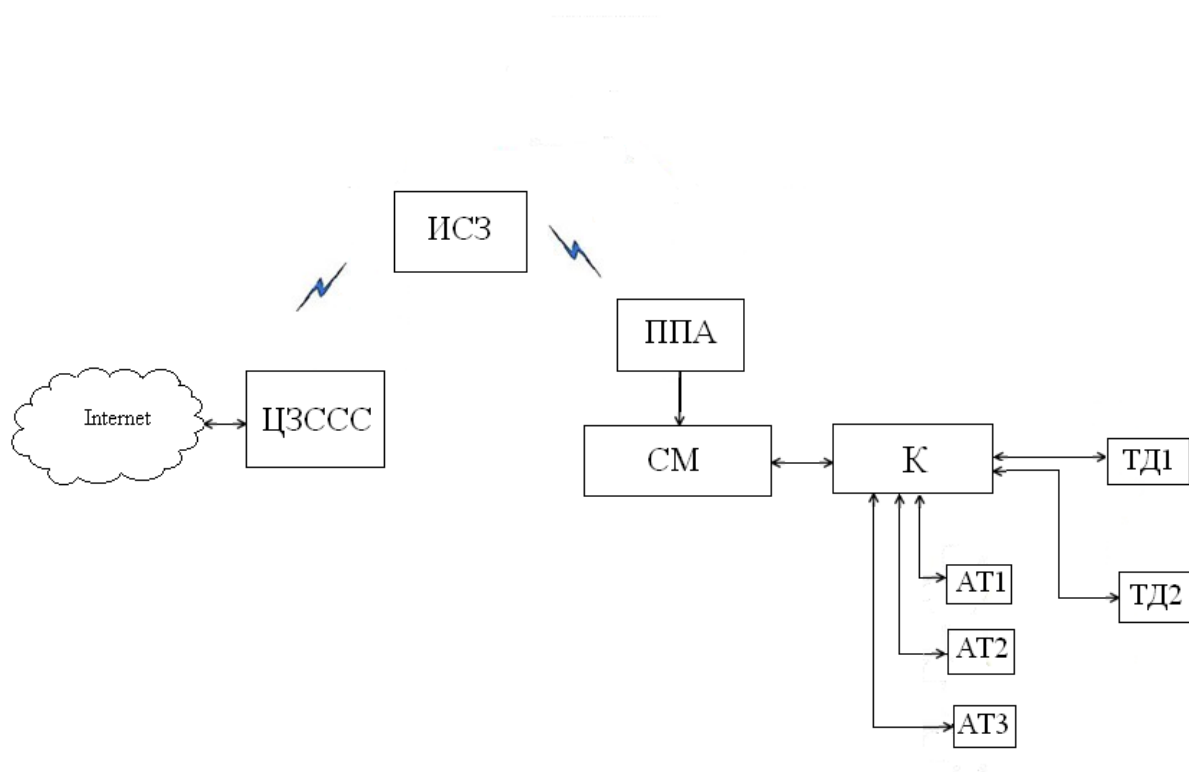 ИСЗ
ППА
Internet
ЦЗССС
СМ
К
ТД1
АТ1
ТД2
АТ2
АТ3